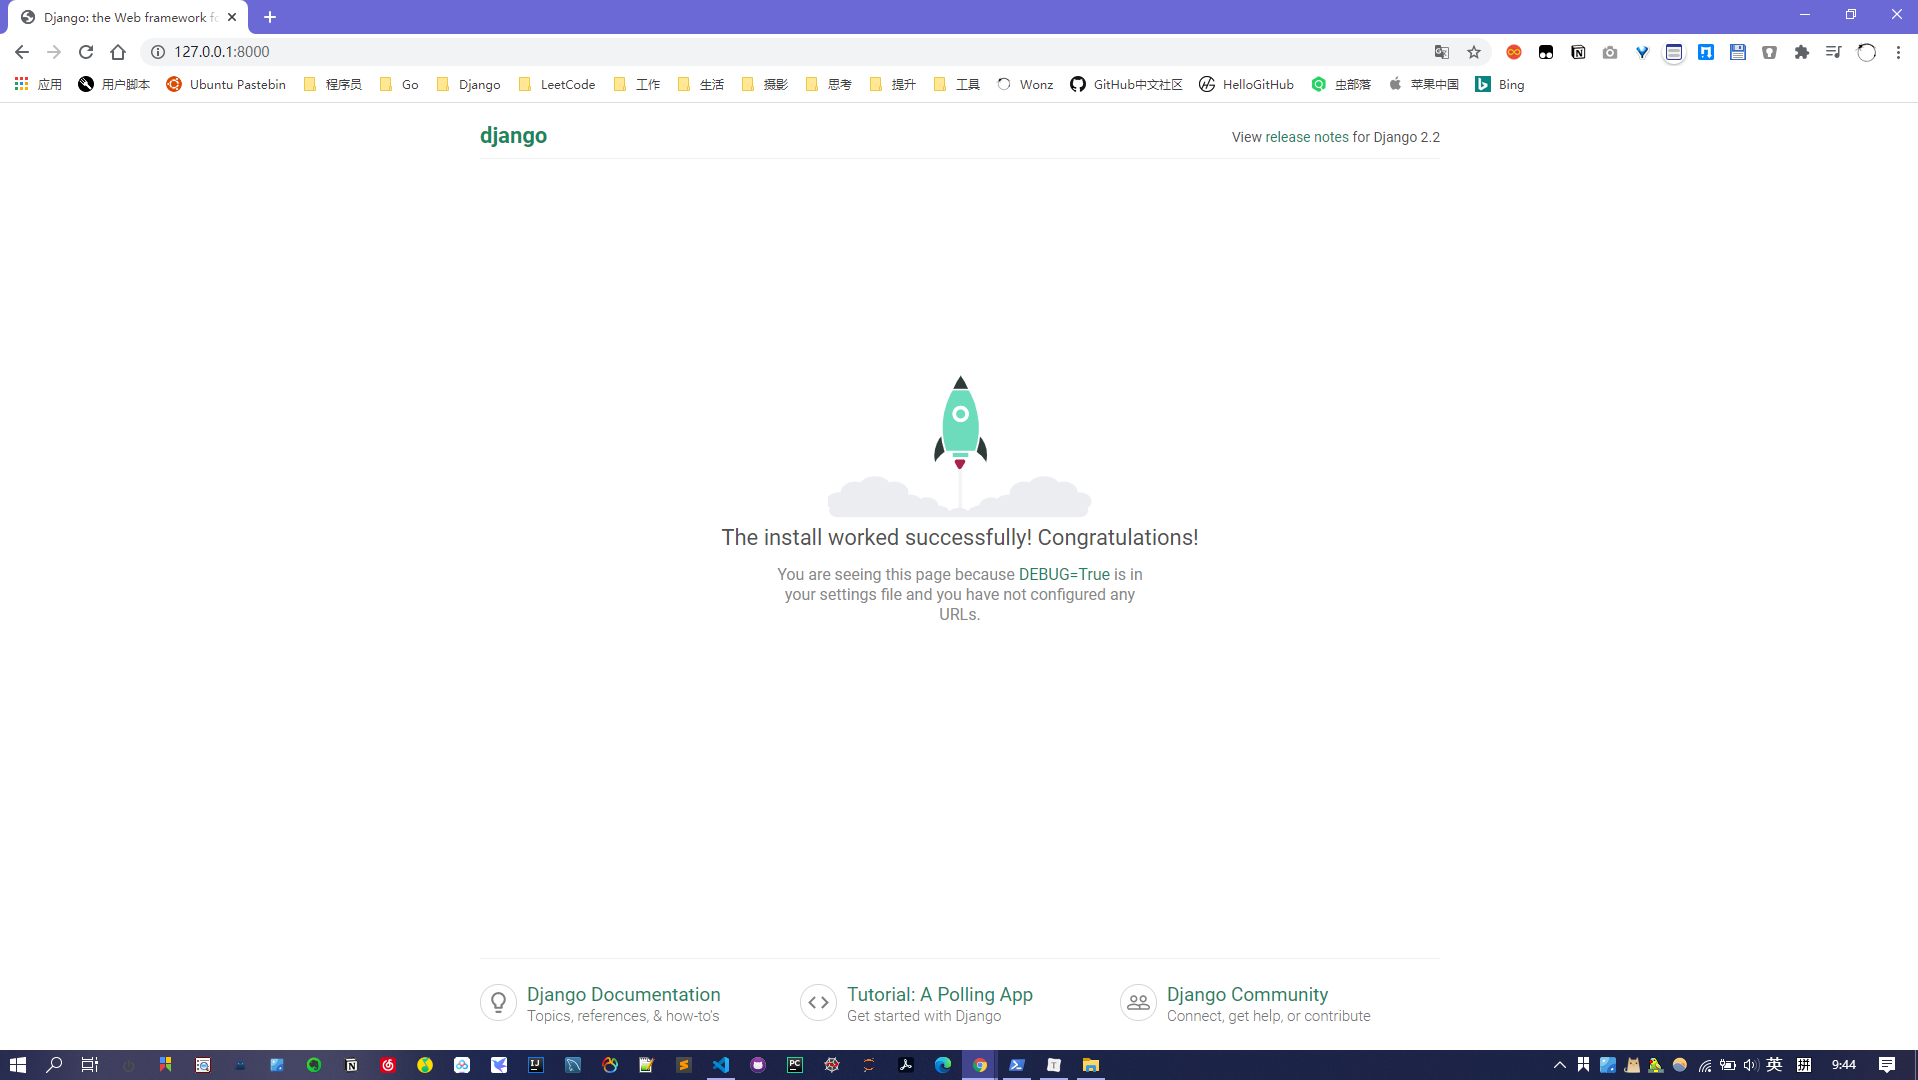 Django: the Web framework fo
127.0.0.1:8000
应用 用户脚本 Ubuntu Pastebin 程序员 Go Django LeetCode 工作 生活 摄影 思考 提升 工具 Wonz GitHub中文社区 HelloGitHub 虫部落 苹果中国 Bing
django
View release notes for Django 2.2
The install worked successfully! Congratulations!
You are seeing this page because DEBUG=True is in
your settings file and you have not configured any
URLs.
Django Documentation
Topics, references, & how-to's
Tutorial: A Polling App
Get started with Django
Django Community
Connect, get help, or contribute
英 拼 9:44